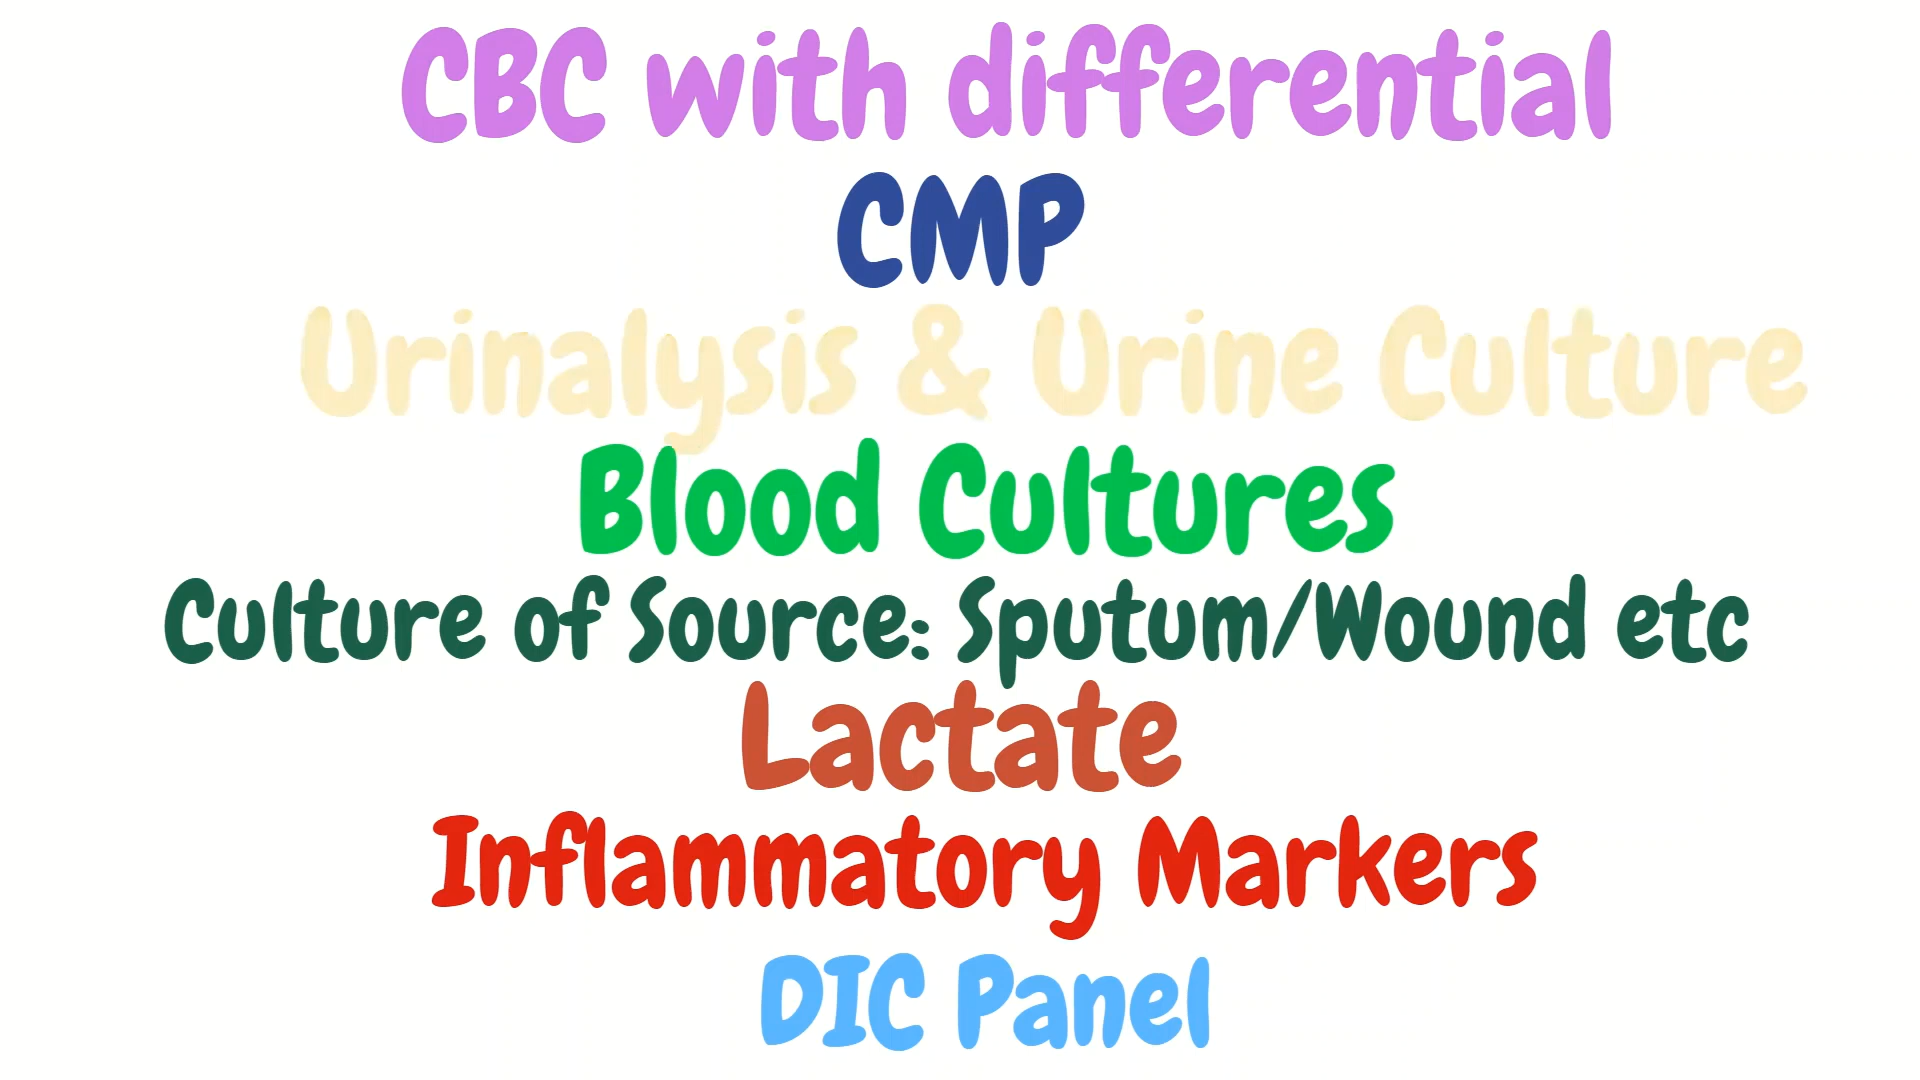 CBC with differential
CMP
Urinalysis & Urine Culture
Blood Cultures
Culture of Source: Sputum/Wound etc
Lactate
Inflammatory Markers
DIC Panel